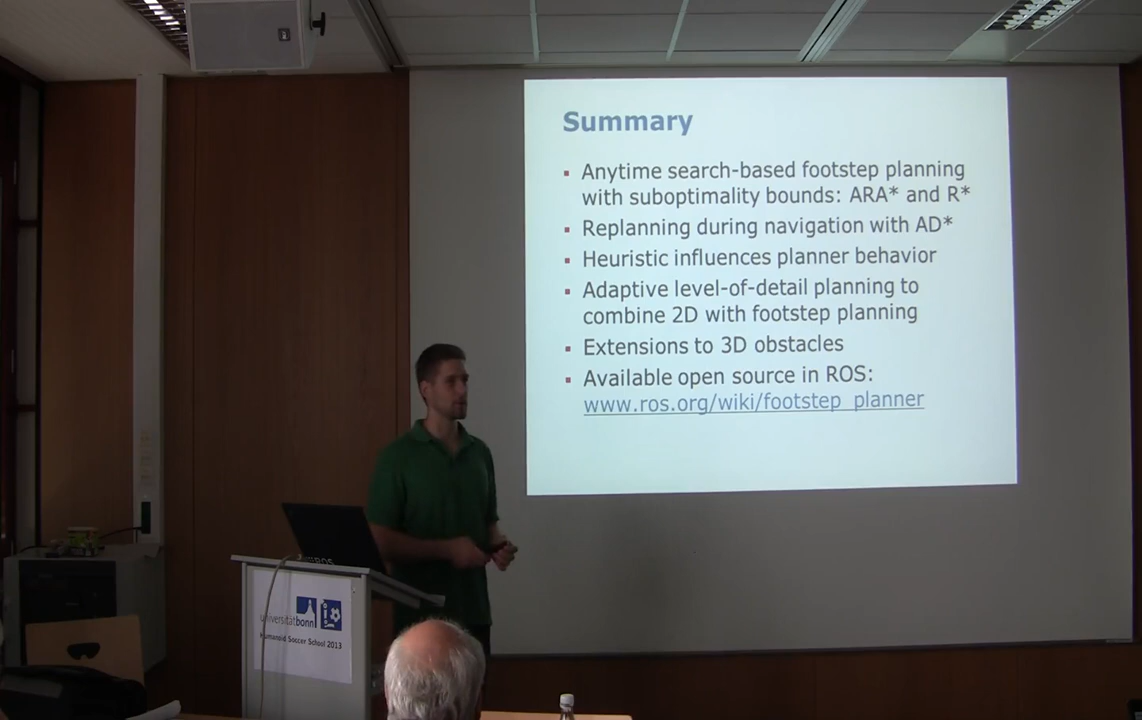 Summary
Anytime search-based footstep planning
with suboptimality bounds: ARA* and R*
Replanning during navigation with AD*
Heuristic influences planner behavior
Adaptive level-of-detail planning to
combine 2D with footstep planning
Extensions to 3D obstacles
Available open source in ROS:
www.ros.org/wiki/footstep_planner
universitätbonn
Humanoid Soccer School 2013